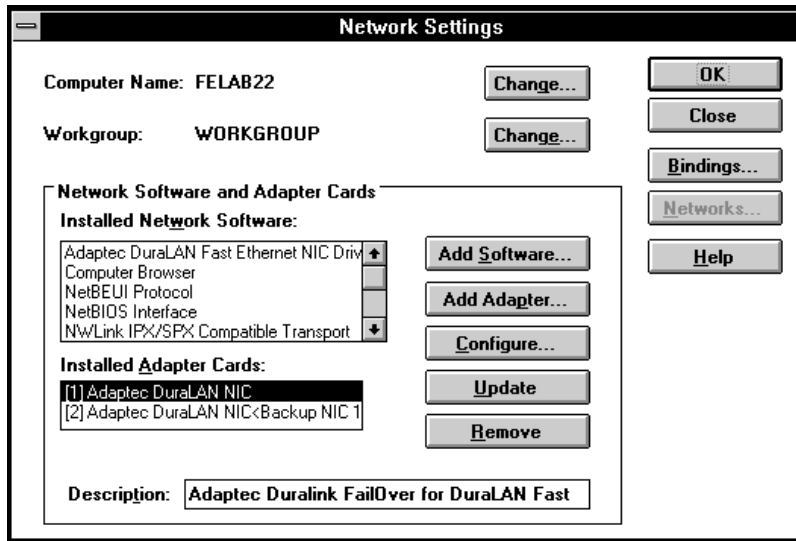 Network Settings
Computer Name: FELAB22 Change...
Workgroup: WORKGROUP Change...
OK
Close
Bindings...
Networks...
Help
Network Software and Adapter Cards
Installed Network Software:
Adaptec DuraLAN Fast Ethernet NIC Driv
Computer Browser
NetBEUI Protocol
NetBIOS Interface
NWLink IPX/SPX Compatible Transport
Add Software...
Add Adapter...
Configure...
Update
Remove
Installed Adapter Cards:
[1] Adaptec DuraLAN NIC
[2] Adaptec DuraLAN NIC<Backup NIC 1
Description: Adaptec Duralink FailOver for DuraLAN Fast